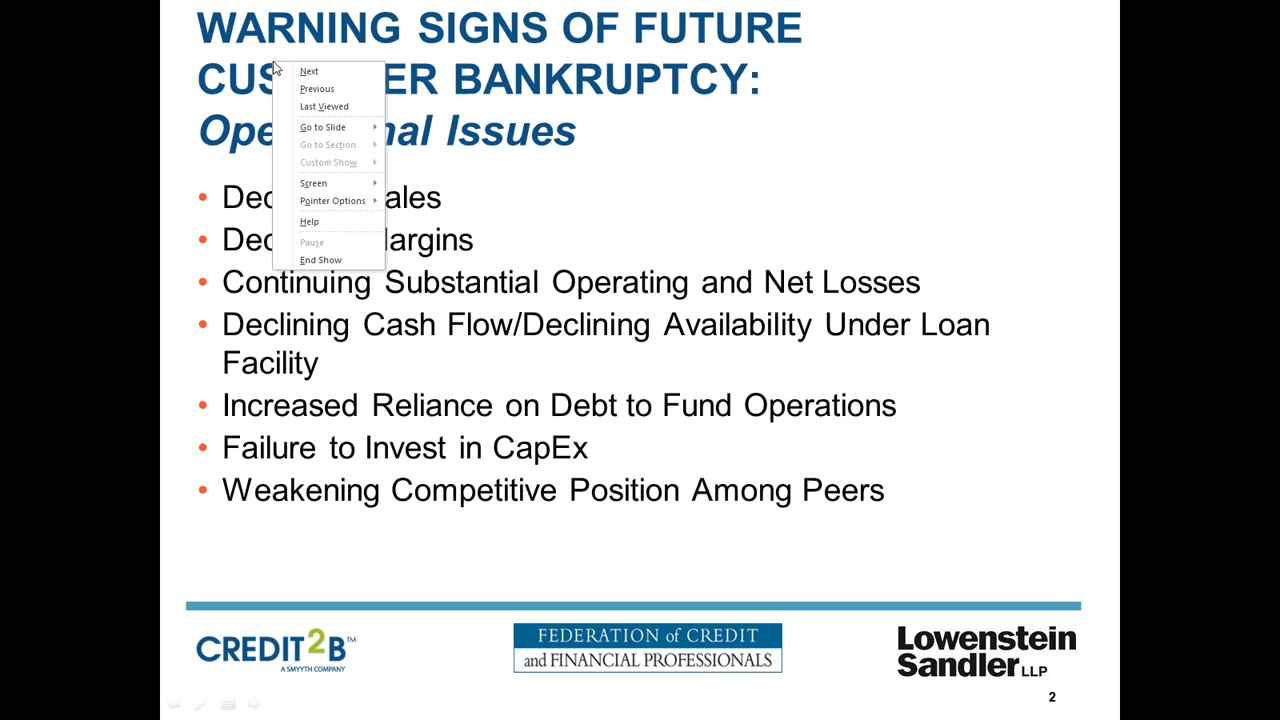 WARNING SIGNS OF FUTURE
CUS ER BANKRUPTCY:
Ope nal Issues
Next
Previous
Last Viewed
Go to Slide
Go to Section
Custom Show
Screen
Pointer Options
Help
Pause
End Show
• Dec ales
• Dec argins
• Continuing Substantial Operating and Net Losses
• Declining Cash Flow/Declining Availability Under Loan
Facility
• Increased Reliance on Debt to Fund Operations
• Failure to Invest in CapEx
• Weakening Competitive Position Among Peers
CREDIT2B™
A SMYYTH COMPANY
FEDERATION of CREDIT
and FINANCIAL PROFESSIONALS
Lowenstein
Sandler LLP
2